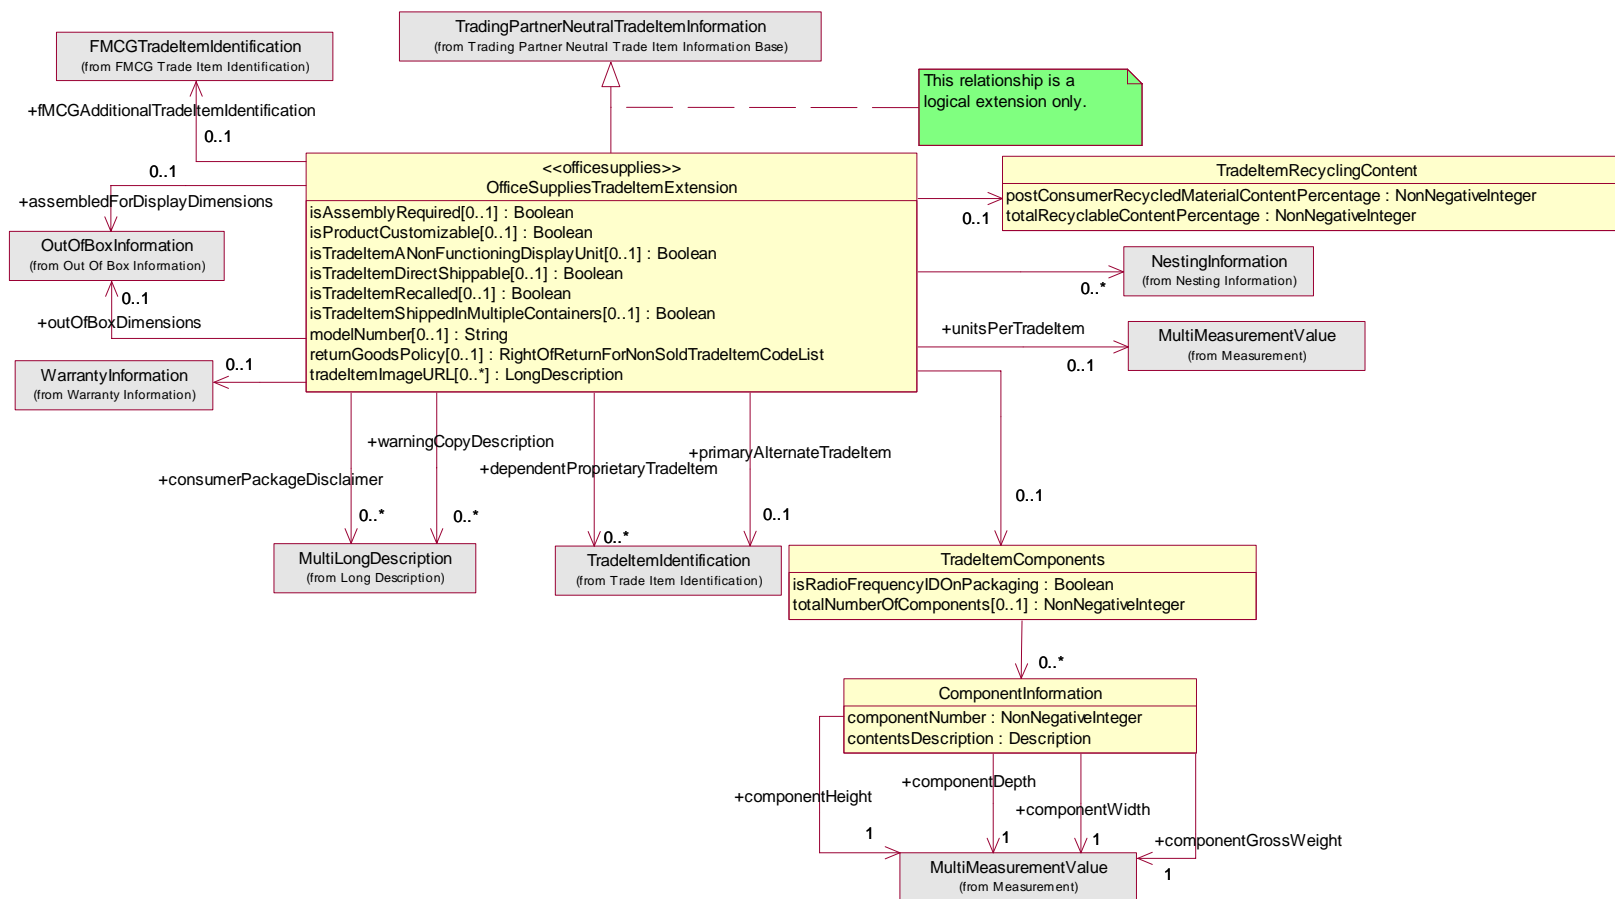 TradingPartnerNeutralTradeItemInformation
(from Trading Partner Neutral Trade Item Information Base)
FMCGTradeItemIdentification
(from FMCG Trade Item Identification)
This relationship is a
logical extension only.
+fMCGAdditionalTradeItemIdentification
0..1
<<officesupplies>>
OfficeSuppliesTradeItemExtension
isAssemblyRequired[0..1] : Boolean
isProductCustomizable[0..1] : Boolean
isTradeItemANonFunctioningDisplayUnit[0..1] : Boolean
isTradeItemDirectShippable[0..1] : Boolean
isTradeItemRecalled[0..1] : Boolean
isTradeItemShippedInMultipleContainers[0..1] : Boolean
modelNumber[0..1] : String
returnGoodsPolicy[0..1] : RightOfReturnForNonSoldTradeItemCodeList
tradeItemImageURL[0..*] : LongDescription
0..1
+assembledForDisplayDimensions
OutOfBoxInformation
(from Out Of Box Information)
0..1
+outOfBoxDimensions
WarrantyInformation
(from Warranty Information)
0..1
TradeItemRecyclingContent
postConsumerRecycledMaterialContentPercentage : NonNegativeInteger
totalRecyclableContentPercentage : NonNegativeInteger
0..1
NestingInformation
(from Nesting Information)
0..*
+unitsPerTradeItem
MultiMeasurementValue
(from Measurement)
0..1
+warningCopyDescription
+consumerPackageDisclaimer
0..*
0..*
MultiLongDescription
(from Long Description)
+primaryAlternateTradeItem
+dependentProprietaryTradeItem
0..*
0..1
TradeItemIdentification
(from Trade Item Identification)
0..1
TradeItemComponents
isRadioFrequencyIDOnPackaging : Boolean
totalNumberOfComponents[0..1] : NonNegativeInteger
0..*
ComponentInformation
componentNumber : NonNegativeInteger
contentsDescription : Description
+componentHeight
+componentDepth
+componentWidth
+componentGrossWeight
1
1
1
1
MultiMeasurementValue
(from Measurement)